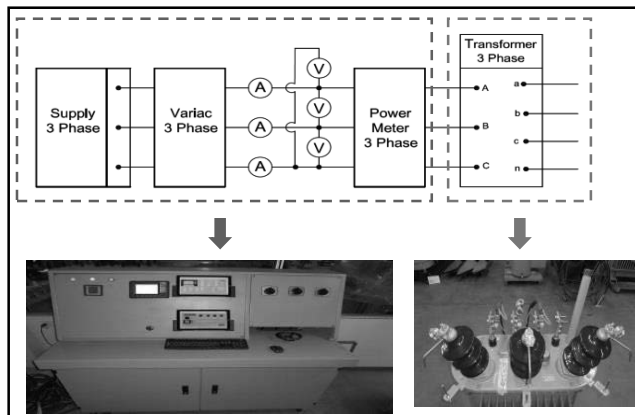 Supply
3 Phase
Variac
3 Phase
A
A
A
V
V
V
Power
Meter
3 Phase
Transformer
3 Phase
A
B
C
a
b
c
n